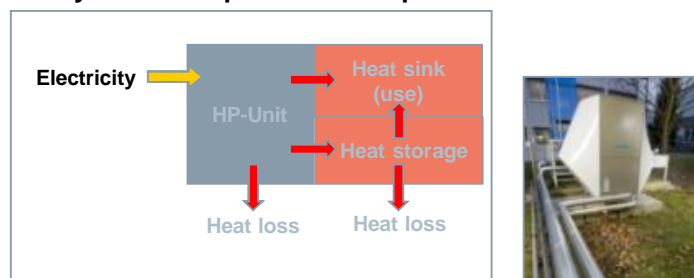 Electricity
HP-Unit
Heat sink
(use)
Heat storage
Heat loss
Heat loss